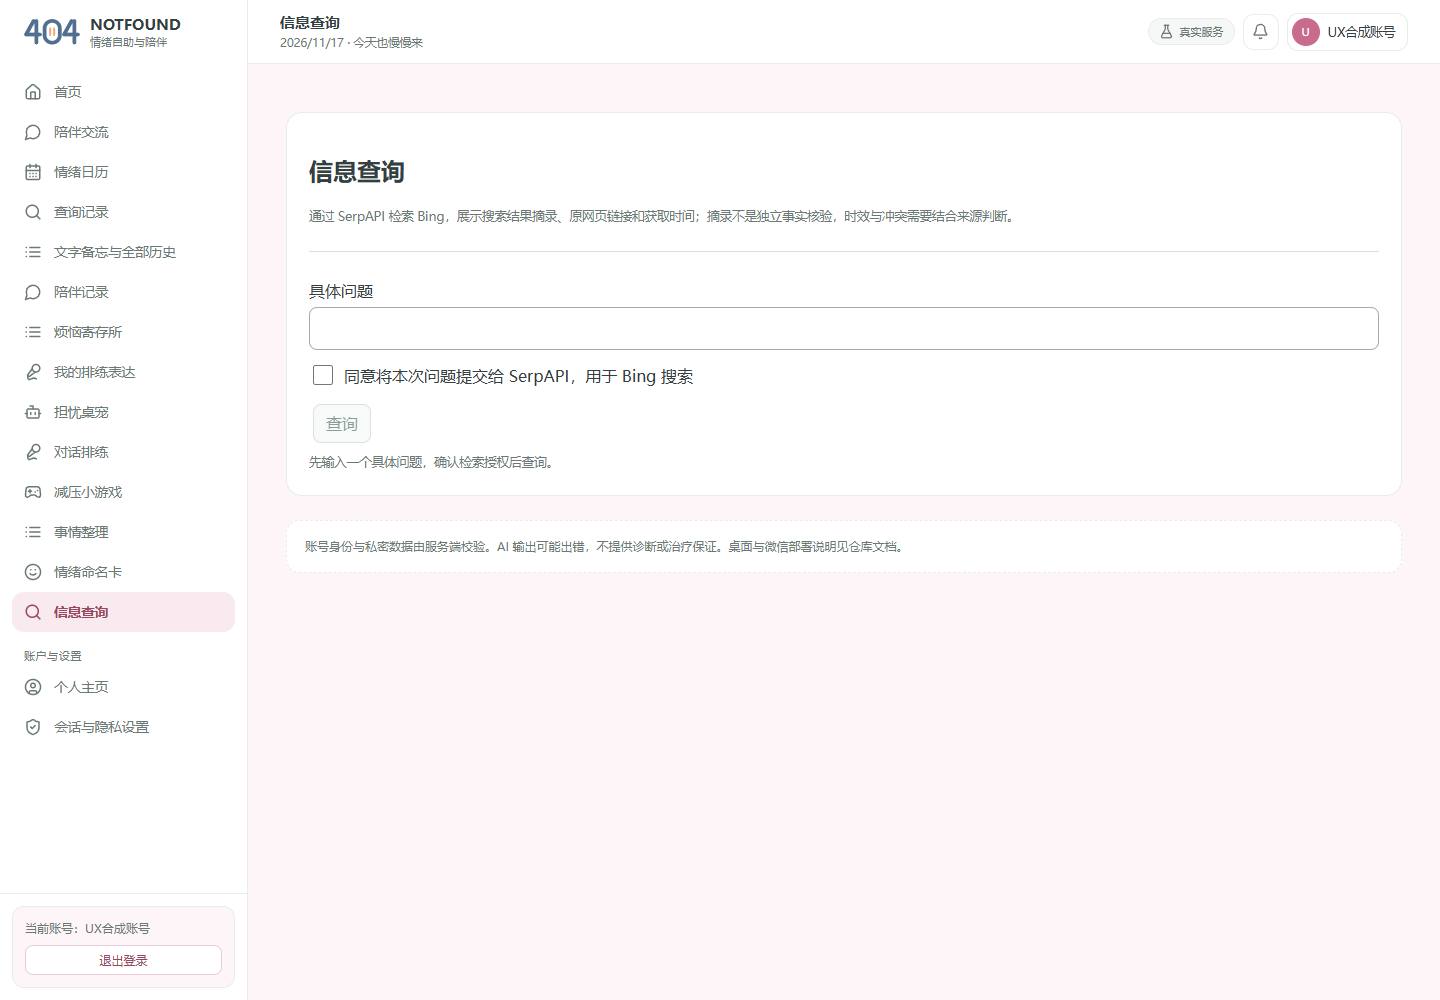 404 NOTFOUND
情绪自助与陪伴
首页
陪伴交流
情绪日历
查询记录
文字备忘与全部历史
陪伴记录
烦恼寄存所
我的排练表达
担忧桌宠
对话排练
减压小游戏
事情整理
情绪命名卡
信息查询
账户与设置
个人主页
会话与隐私设置
当前账号：UX合成账号
退出登录
信息查询
2026/11/17 · 今天也慢慢来
真实服务
U UX合成账号
信息查询
通过 SerpAPI 检索 Bing，展示搜索结果摘录、原网页链接和获取时间；摘录不是独立事实核验，时效与冲突需要结合来源判断。
具体问题
同意将本次问题提交给 SerpAPI，用于 Bing 搜索
查询
先输入一个具体问题，确认检索授权后查询。
账号身份与私密数据由服务端校验。AI 输出可能出错，不提供诊断或治疗保证。桌面与微信部署说明见仓库文档。